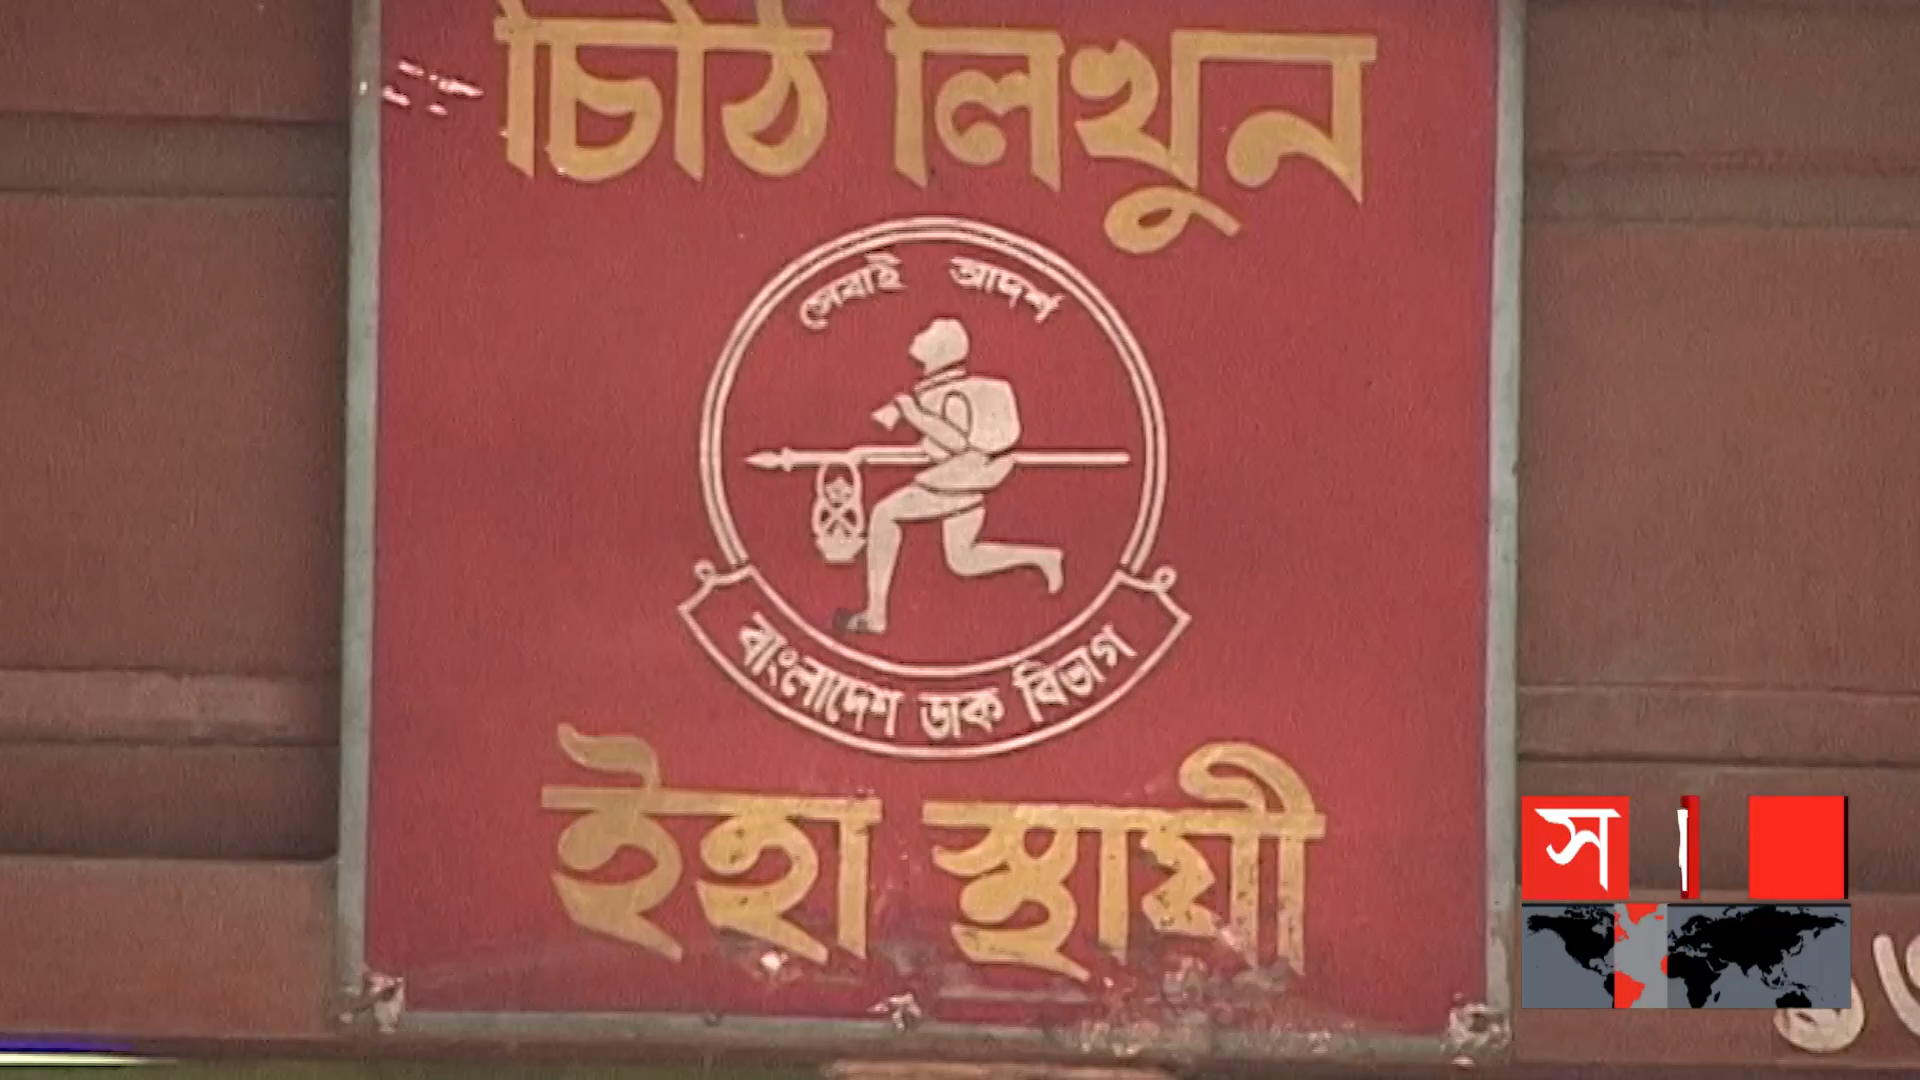 চিঠি লিখুন
সেবাই আদর্শ
বাংলাদেশ ডাক বিভাগ
ইহা স্থায়ী
স